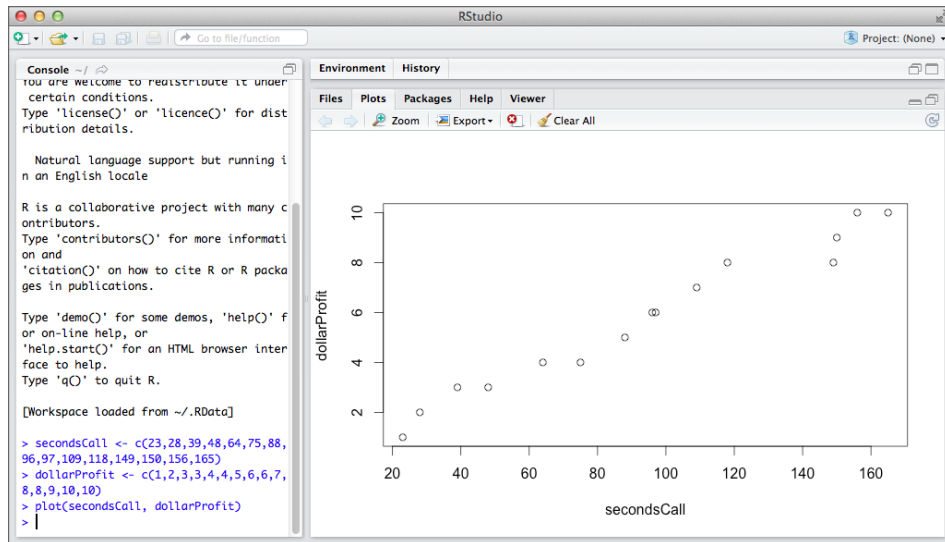 RStudio
Go to file/function
Project: (None)
Console ~/
You are welcome to redistribute it under
certain conditions.
Type 'license()' or 'licence()' for dist
ribution details.
Natural language support but running i
n an English locale
R is a collaborative project with many c
ontributors.
Type 'contributors()' for more informati
on and
'citation()' on how to cite R or R packa
ges in publications.
Type 'demo()' for some demos, 'help()' f
or on-line help, or
'help.start()' for an HTML browser inter
face to help.
Type 'q()' to quit R.
[Workspace loaded from ~/.RData]
> secondsCall <- c(23,28,39,48,64,75,88,
96,97,109,118,149,150,156,165)
> dollarProfit <- c(1,2,3,3,4,4,5,6,6,7,
8,8,9,10,10)
> plot(secondsCall, dollarProfit)
>
Environment History
Files Plots Packages Help Viewer
Zoom Export Clear All
10
8
6
4
2
dollarProfit
20 40 60 80 100 120 140 160
secondsCall